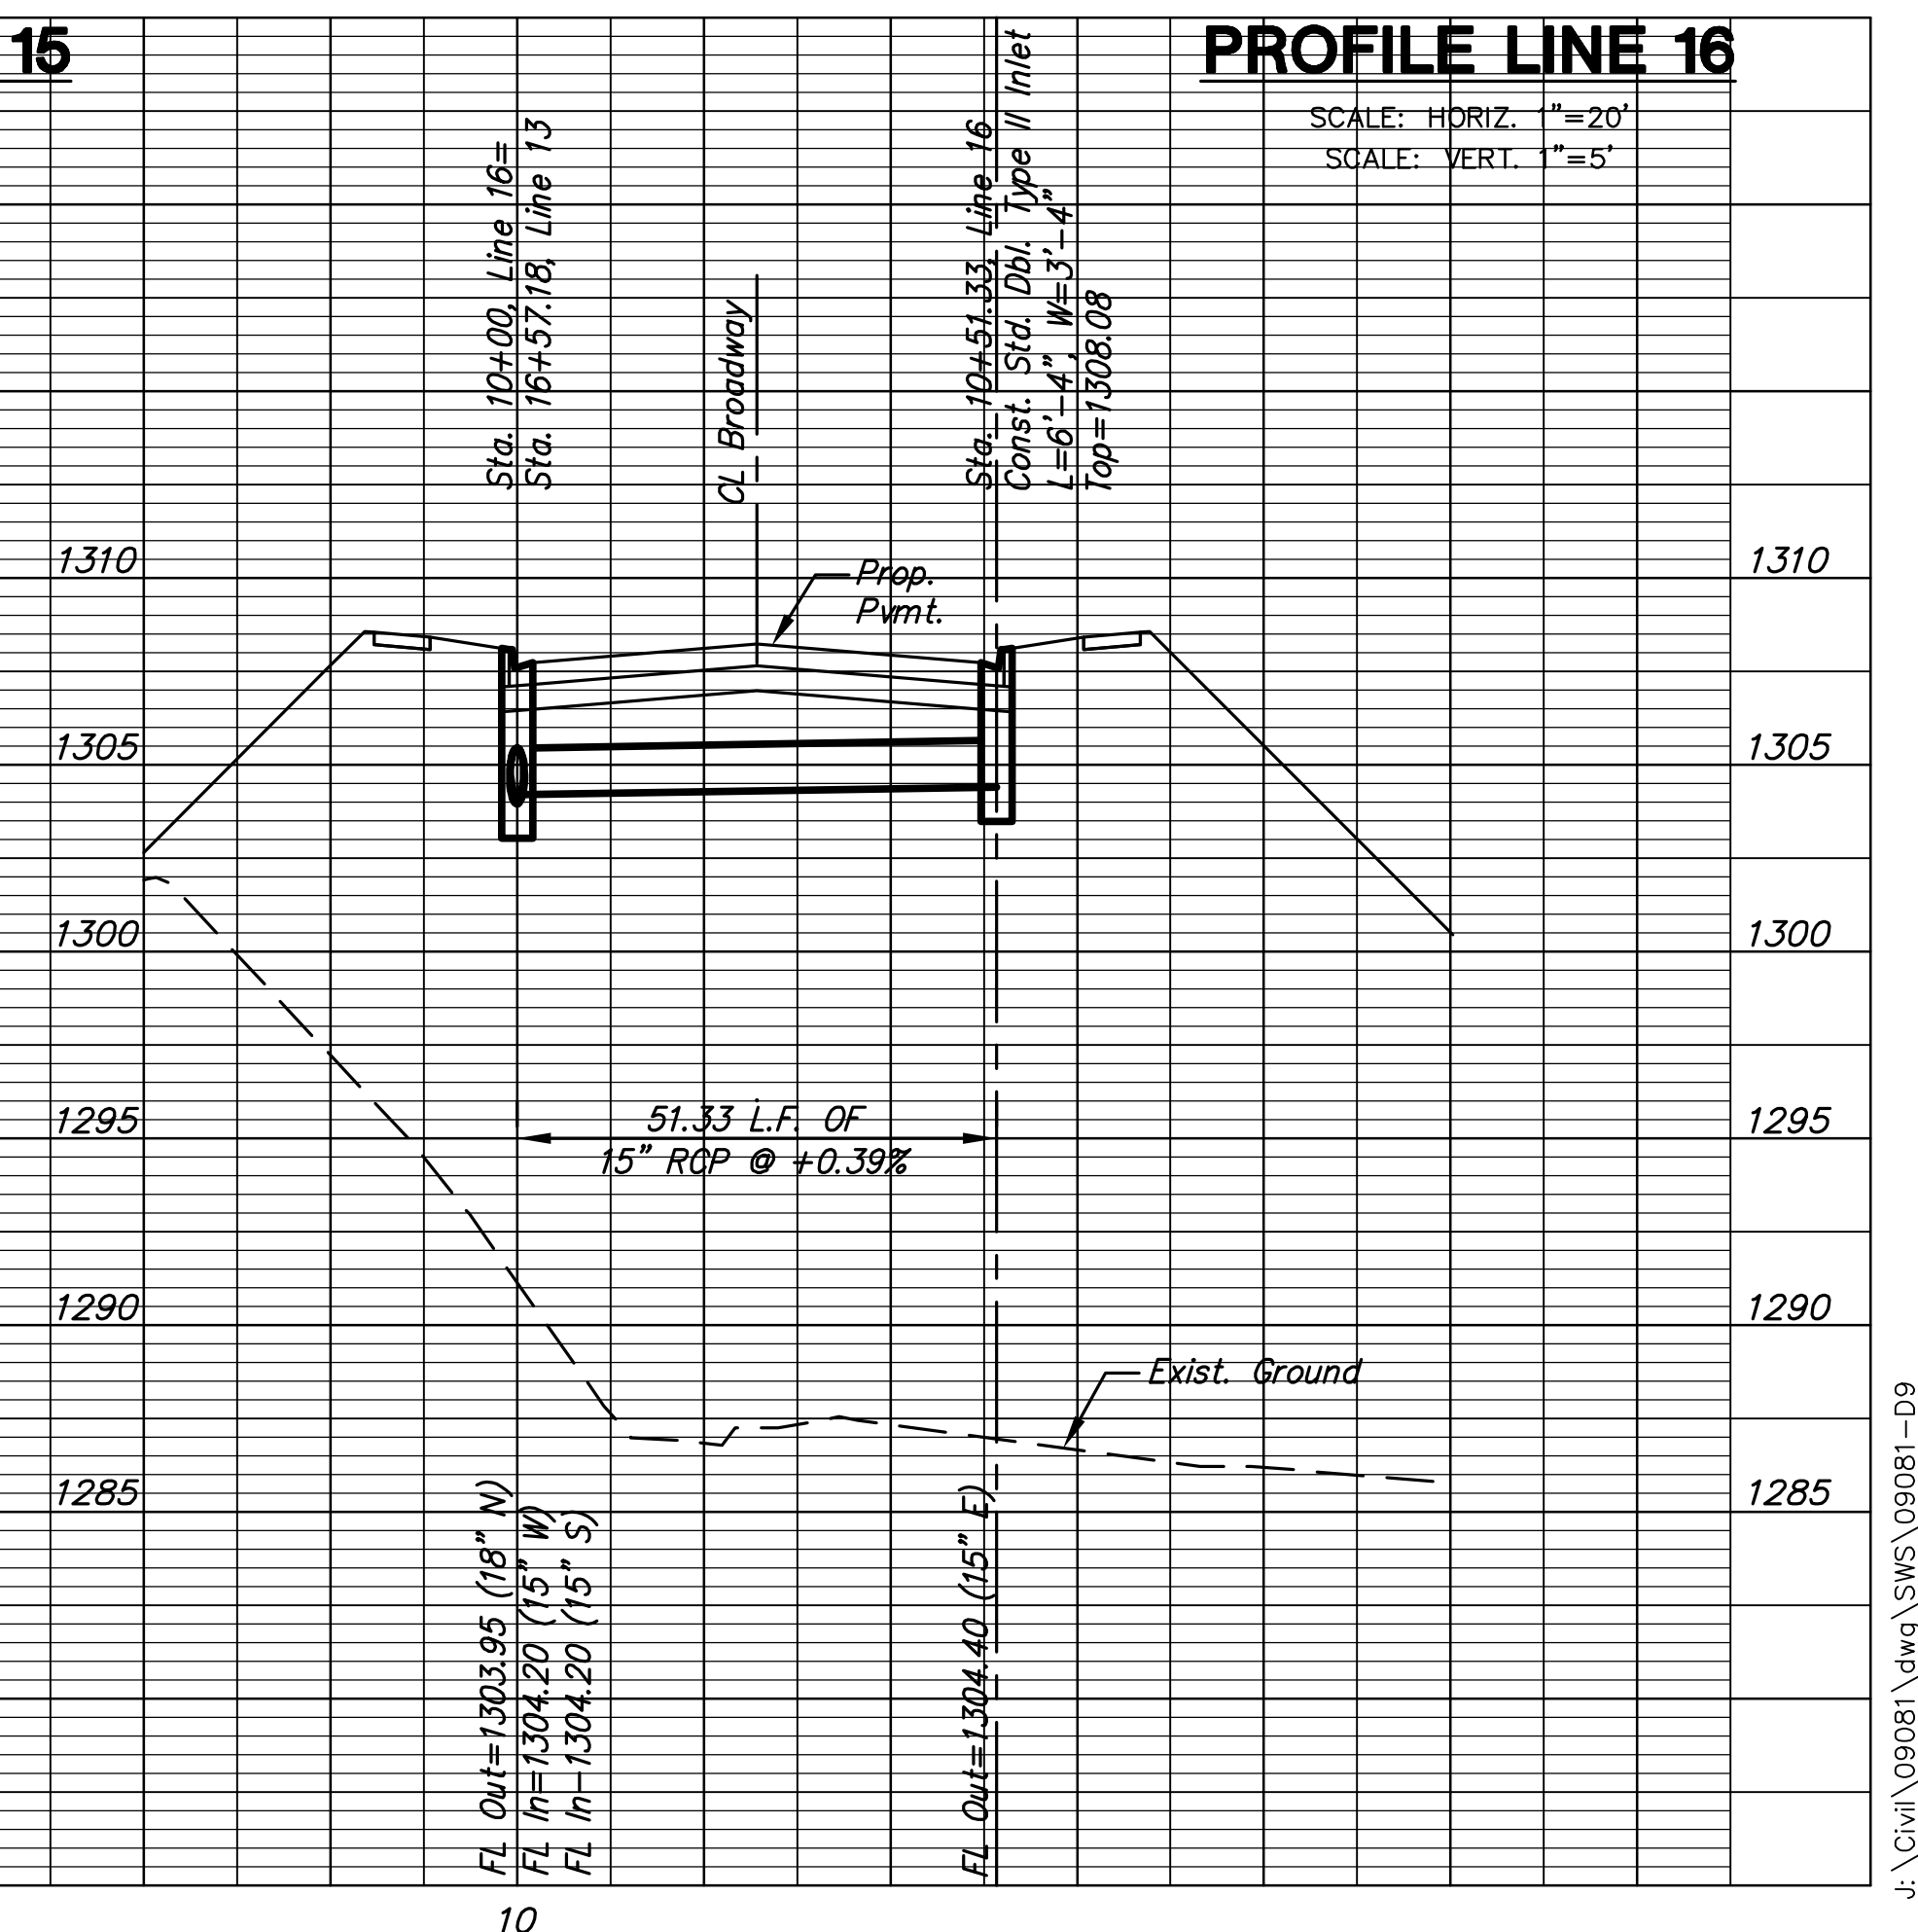 15
PROFILE LINE 16
SCALE: HORIZ. 1"=20'
SCALE: VERT. 1"=5'
Sta. 10+00, Line 16=
Sta. 16+57.18, Line 13
CL Broadway
Sta. 10+51.33, Line 16
Const. Std. Dbl. Type II Inlet
L=6'-4", W=3'-4"
Top=1308.08
Prop.
Pvmt.
1310
1310
1305
1305
1300
1300
1295
1295
51.33 L.F. OF
15" RCP @ +0.39%
1290
1290
Exist. Ground
1285
1285
FL Out=1303.95 (18" N)
FL In=1304.20 (15" W)
FL In-1304.20 (15" S)
FL Out=1304.40 (15" E)
10
J:\Civil\09081\dwg\SWS\09081-D9